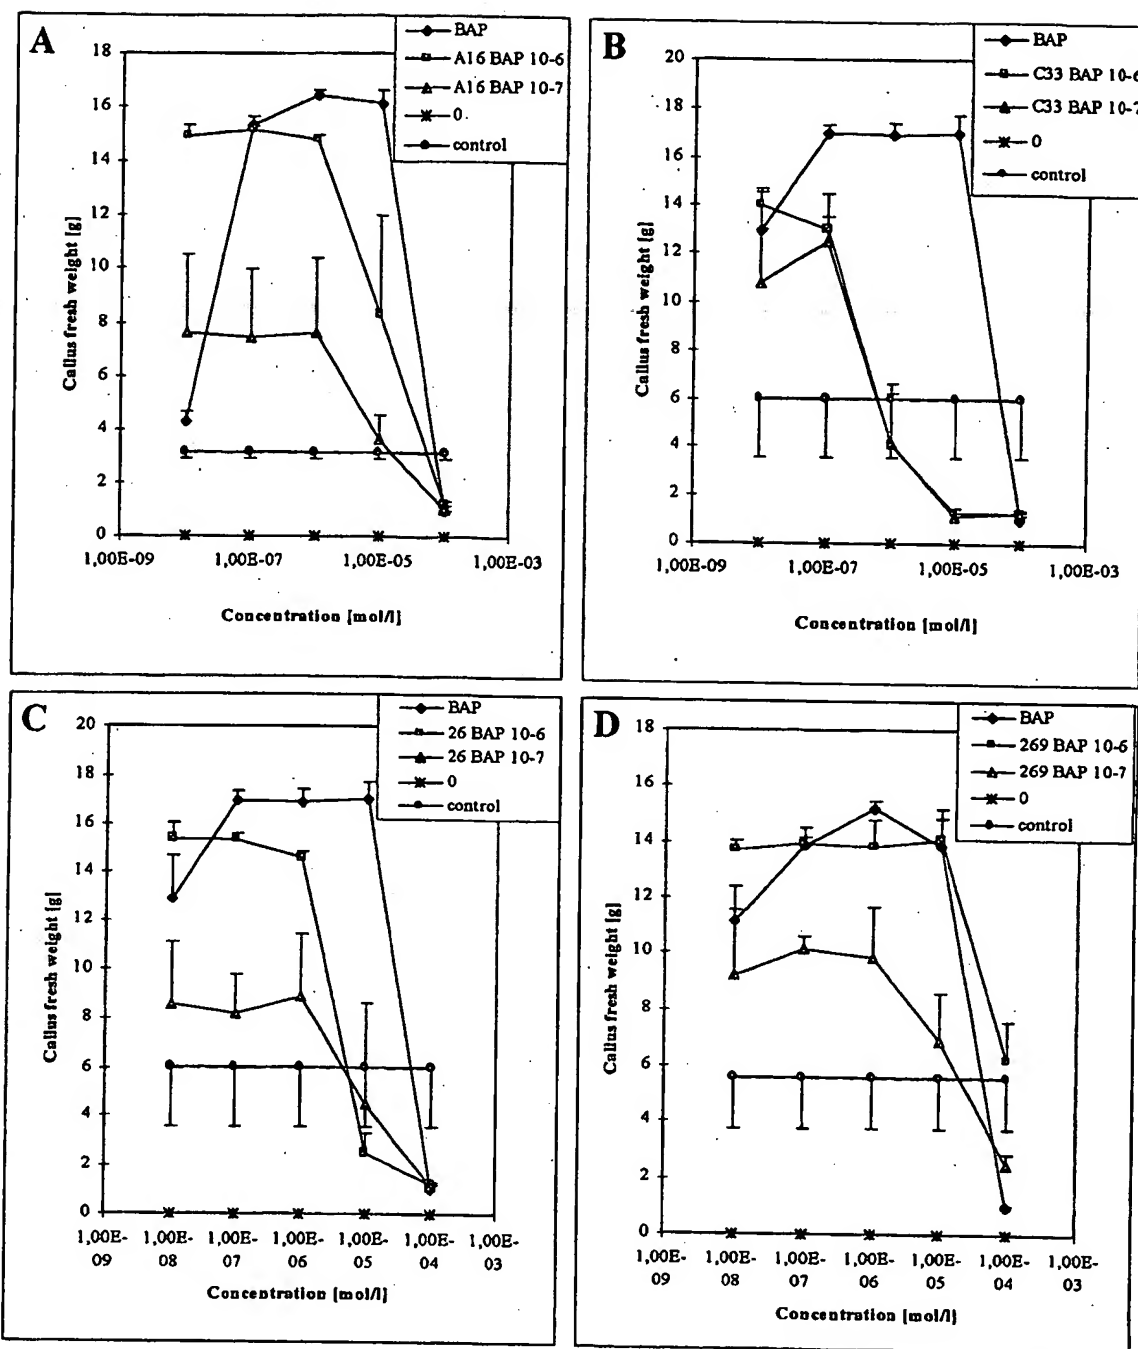 A
BAP
A16 BAP 10-6
A16 BAP 10-7
0
control
18
16
14
12
10
8
6
4
2
0
Callus fresh weight [g]
1,00E-09 1,00E-07 1,00E-05 1,00E-03
Concentration [mol/l]
B
BAP
C33 BAP 10-6
C33 BAP 10-7
0
control
20
18
16
14
12
10
8
6
4
2
0
Callus fresh weight [g]
1,00E-09 1,00E-07 1,00E-05 1,00E-03
Concentration [mol/l]
C
BAP
26 BAP 10-6
26 BAP 10-7
0
control
20
18
16
14
12
10
8
6
4
2
0
Callus fresh weight [g]
1,00E- 1,00E- 1,00E- 1,00E- 1,00E- 1,00E- 1,00E-
09 08 07 06 05 04 03
Concentration [mol/l]
D
BAP
269 BAP 10-6
269 BAP 10-7
0
control
18
16
14
12
10
8
6
4
2
0
Callus fresh weight [g]
1,00E- 1,00E- 1,00E- 1,00E- 1,00E- 1,00E- 1,00E-
09 08 07 06 05 04 03
Concentration [mol/l]